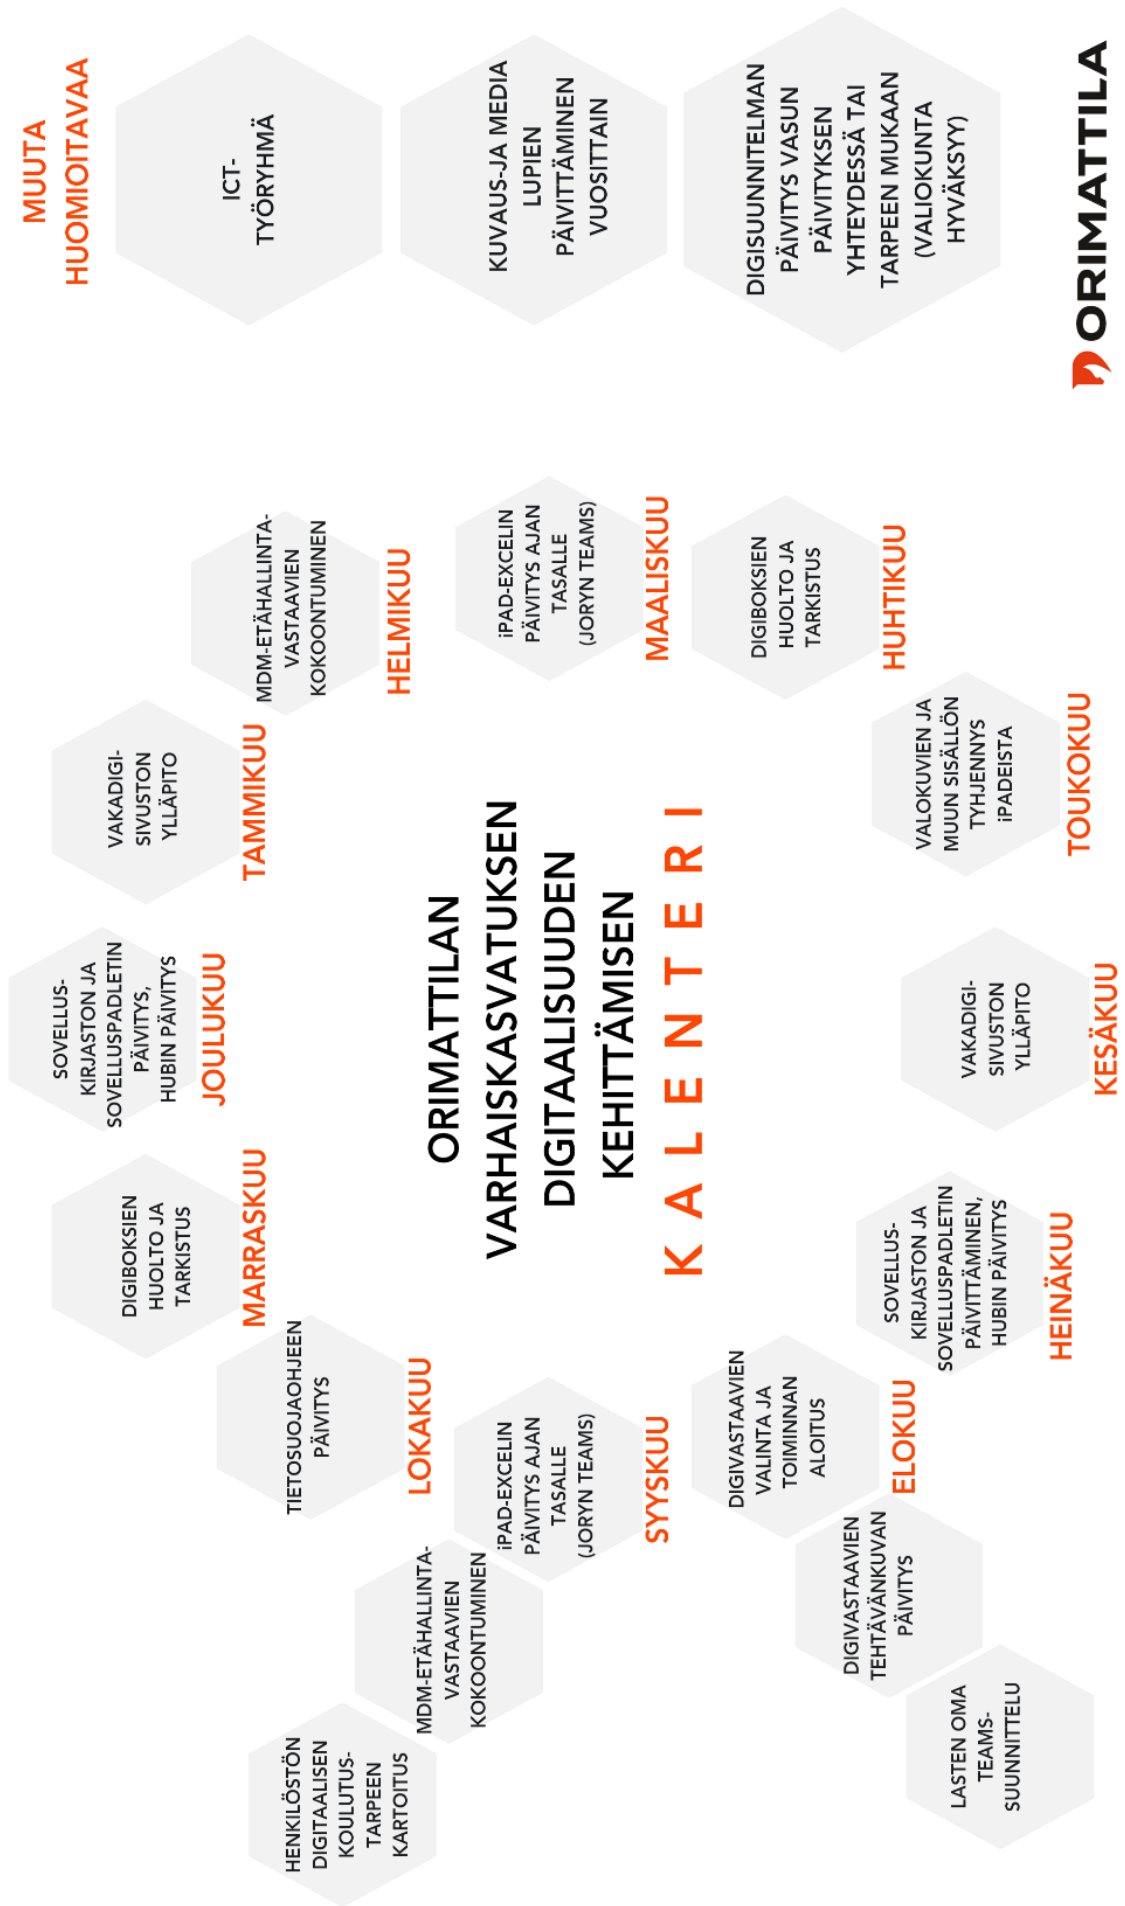 ORIMATTILAN
VARHAISKASVATUKSEN
DIGITAALISUUDEN
KEHITTÄMISEN
KALENTERI
VAKADIGI-
SIVUSTON
YLLÄPITO
TAMMIKUU
MDM-ETÄHALLINTA-
VASTAAVIEN
KOKOONTUMINEN
HELMIKUU
iPAD-EXCELIN
PÄIVITYS AJAN
TASALLE
(JORYN TEAMS)
MAALISKUU
DIGIBOKSIEN
HUOLTO JA
TARKISTUS
HUHTIKUU
VALOKUVIEN JA
MUUN SISÄLLÖN
TYHJENNYS
iPADEISTA
TOUKOKUU
VAKADIGI-
SIVUSTON
YLLÄPITO
KESÄKUU
SOVELLUS-
KIRJASTON JA
SOVELLUSPADLETIN
PÄIVITTÄMINEN,
HUBIN PÄIVITYS
HEINÄKUU
DIGIVASTAAVIEN
VALINTA JA
TOIMINNAN
ALOITUS
ELOKUU
DIGIVASTAAVIEN
TEHTÄVÄNKUVAN
PÄIVITYS
LASTEN OMA
TEAMS-
SUUNNITTELU
iPAD-EXCELIN
PÄIVITYS AJAN
TASALLE
(JORYN TEAMS)
SYYSKUU
MDM-ETÄHALLINTA-
VASTAAVIEN
KOKOONTUMINEN
HENKILÖSTÖN
DIGITAALISEN
KOULUTUS-
TARPEEN
KARTOITUS
TIETOSUOJAOHJEEN
PÄIVITYS
LOKAKUU
DIGIBOKSIEN
HUOLTO JA
TARKISTUS
MARRASKUU
SOVELLUS-
KIRJASTON JA
SOVELLUSPADLETIN
PÄIVITYS,
HUBIN PÄIVITYS
JOULUKUU
MUUTA
HUOMIOITAVAA
ICT-
TYÖRYHMÄ
KUVAUS-JA MEDIA
LUPIEN
PÄIVITTÄMINEN
VUOSITTAIN
DIGISUUNNITELMAN
PÄIVITYS VASUN
PÄIVITYKSEN
YHTEYDESSÄ TAI
TARPEEN MUKAAN
(VALIOKUNTA
HYVÄKSYY)
ORIMATTILA